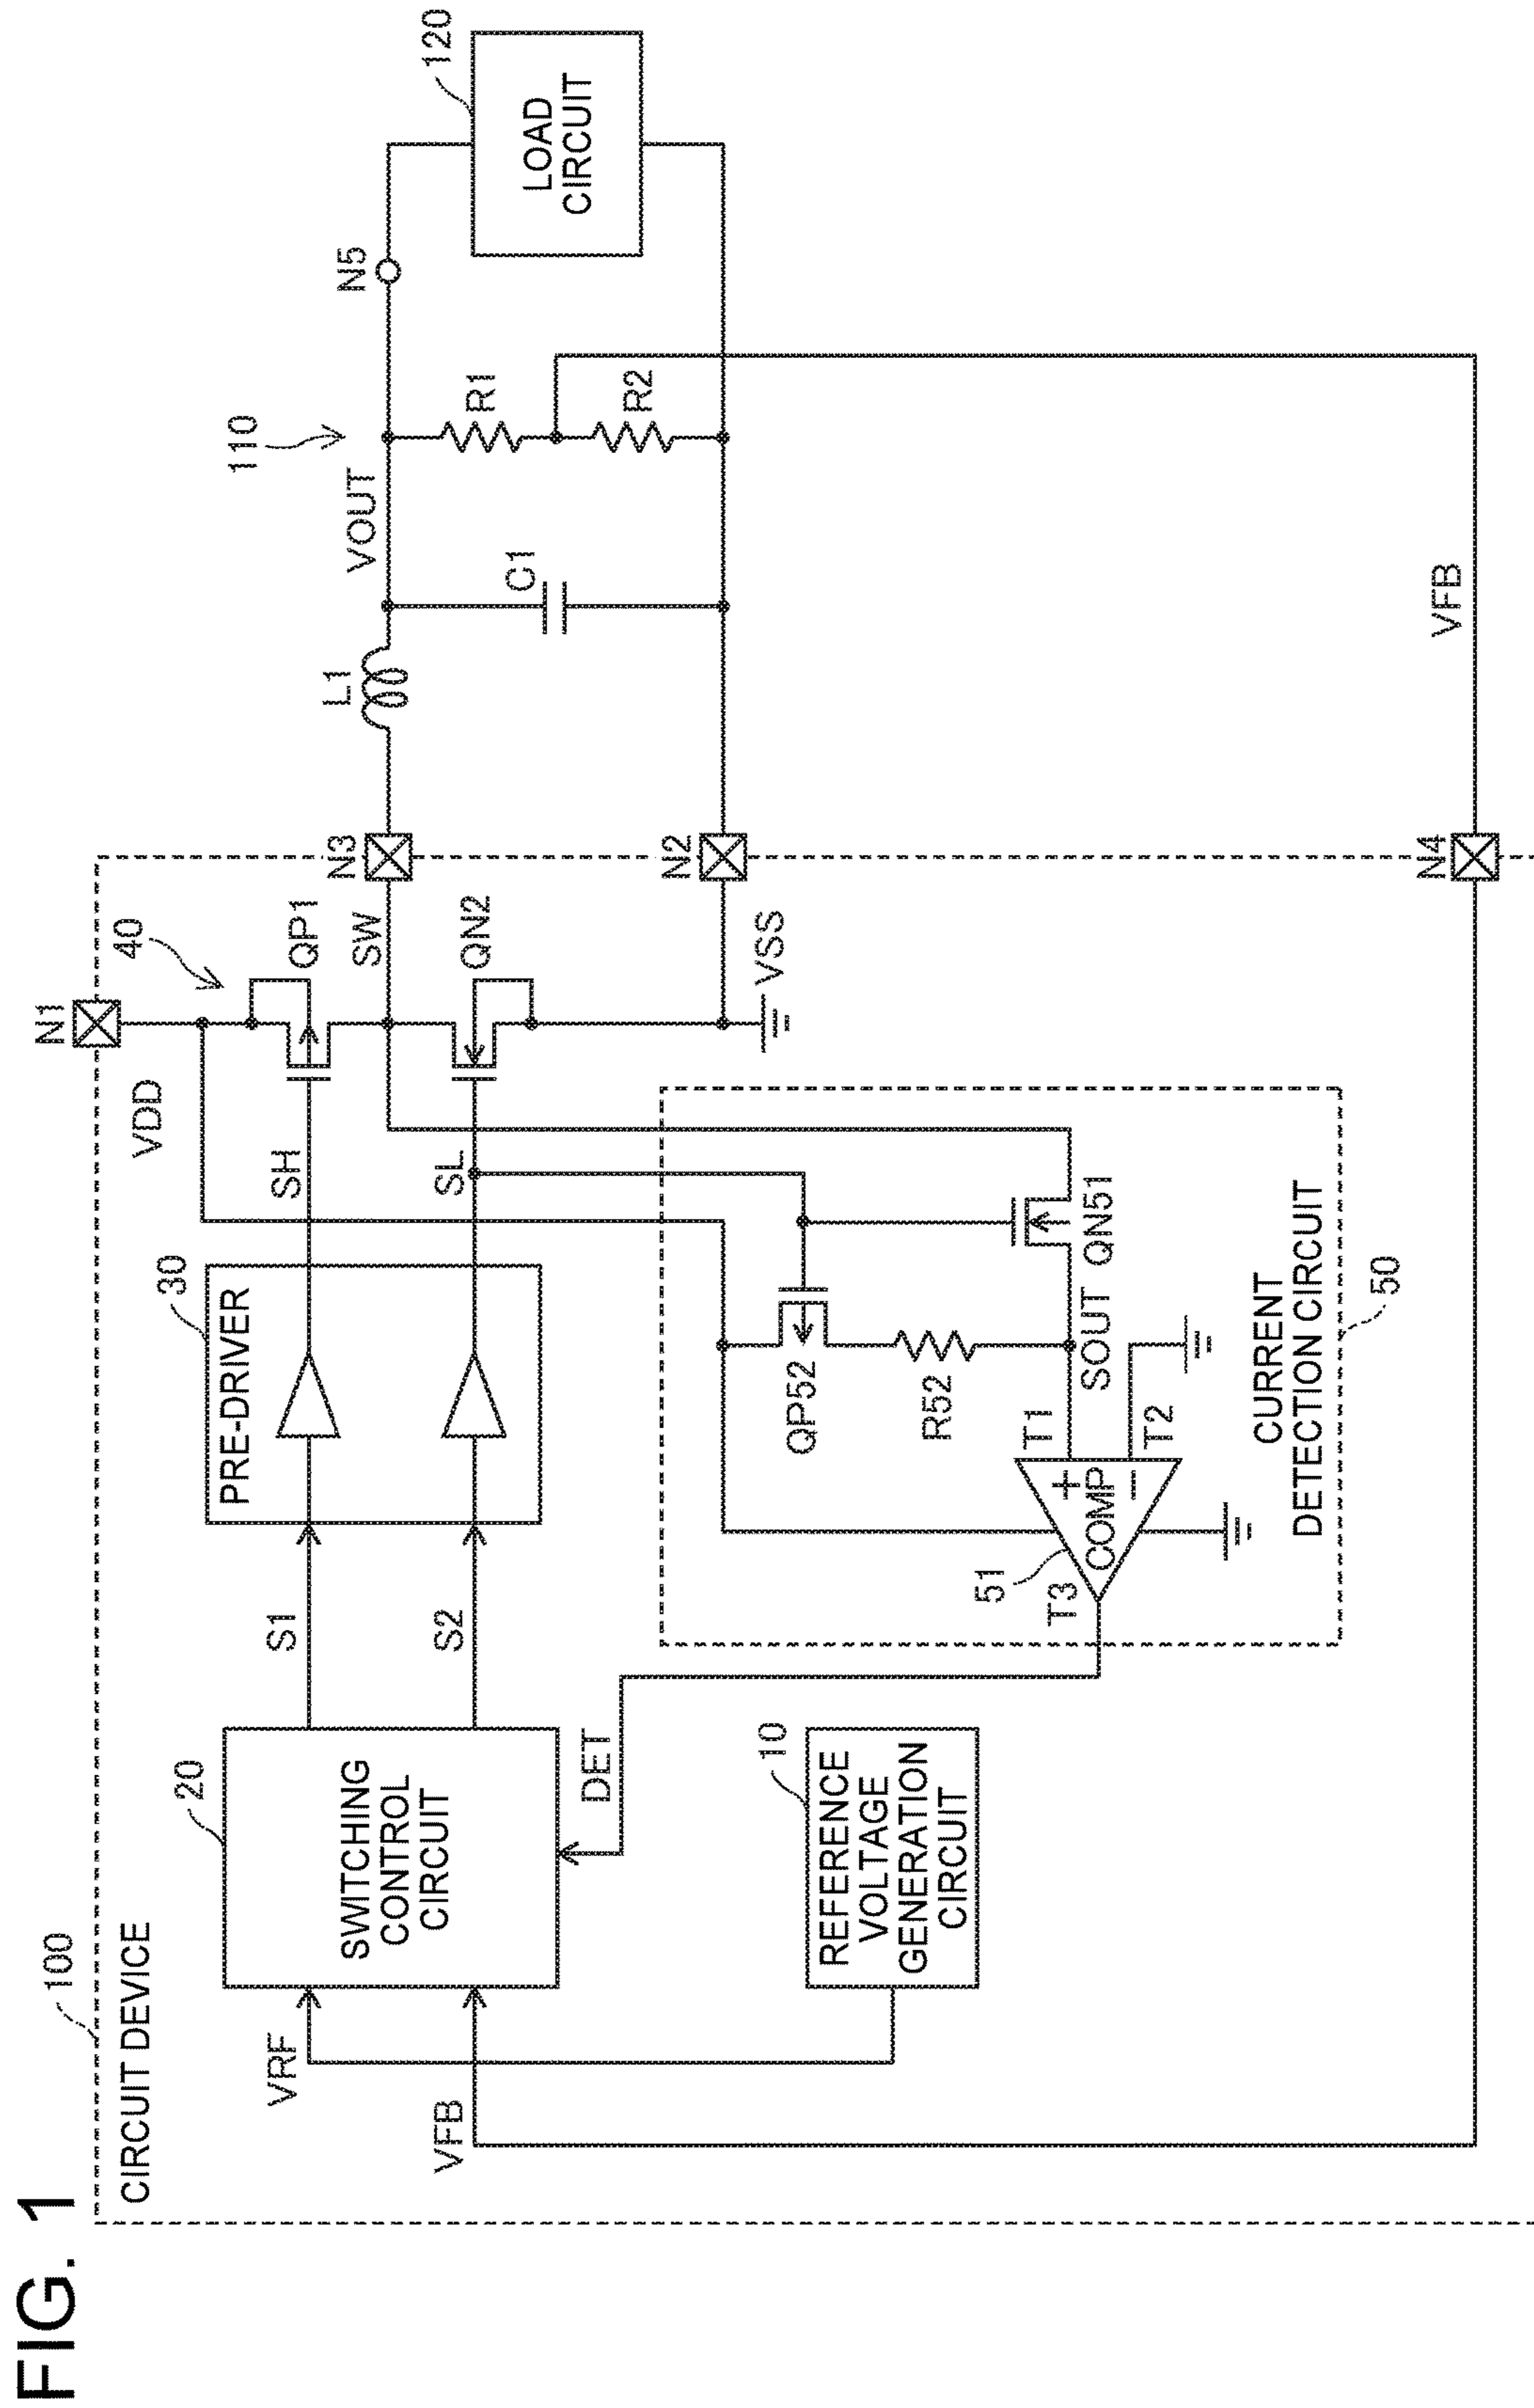 FIG. 1
100
CIRCUIT DEVICE
VDD
N1
40
QP1
SH
30
PRE-DRIVER
S1
S2
SL
QN2
SW
N3
L1
VOUT
110
N5
120
LOAD
CIRCUIT
R1
R2
C1
N2
VSS
20
SWITCHING
CONTROL
CIRCUIT
VRF
VFB
DET
10
REFERENCE
VOLTAGE
GENERATION
CIRCUIT
QP52
R52
QN51
SOUT
T1
T2
T3
51
+
COMP
−
CURRENT
DETECTION CIRCUIT
50
N4
VFB